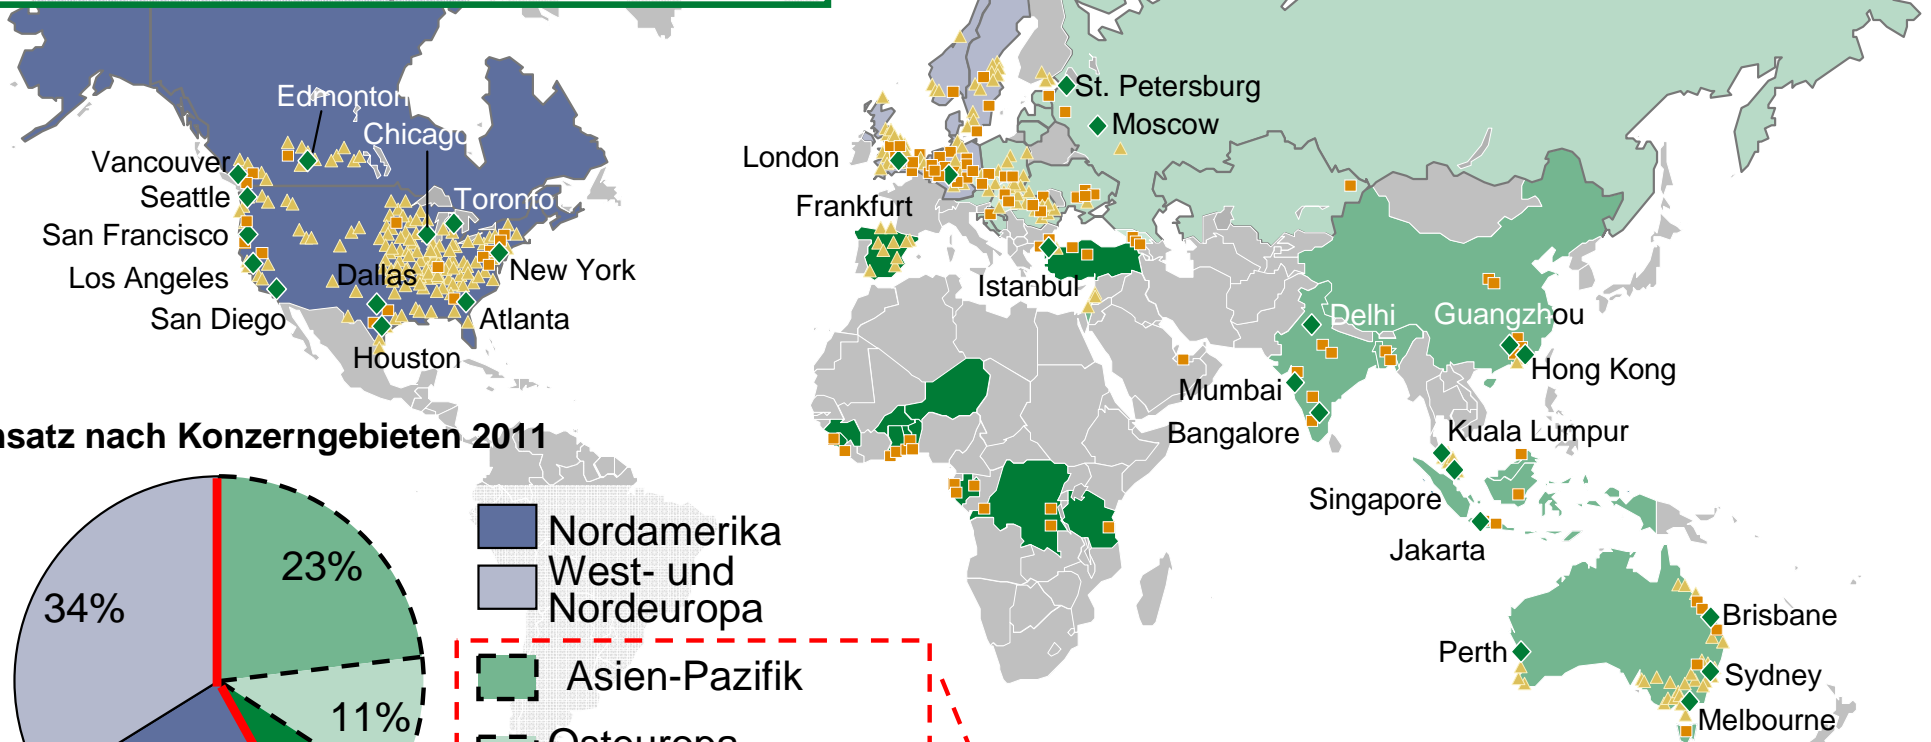 Edmonton
Chicago
Vancouver
Seattle
Toronto
San Francisco
Los Angeles
Dallas
New York
San Diego
Atlanta
Houston
St. Petersburg
Moscow
London
Frankfurt
Istanbul
Delhi
Guangzhou
Hong Kong
Mumbai
Bangalore
Kuala Lumpur
Singapore
Jakarta
Brisbane
Perth
Sydney
Melbourne
nsatz nach Konzerngebieten 2011
23%
34%
11%
Nordamerika
West- und
Nordeuropa
Asien-Pazifik
Osteuropa